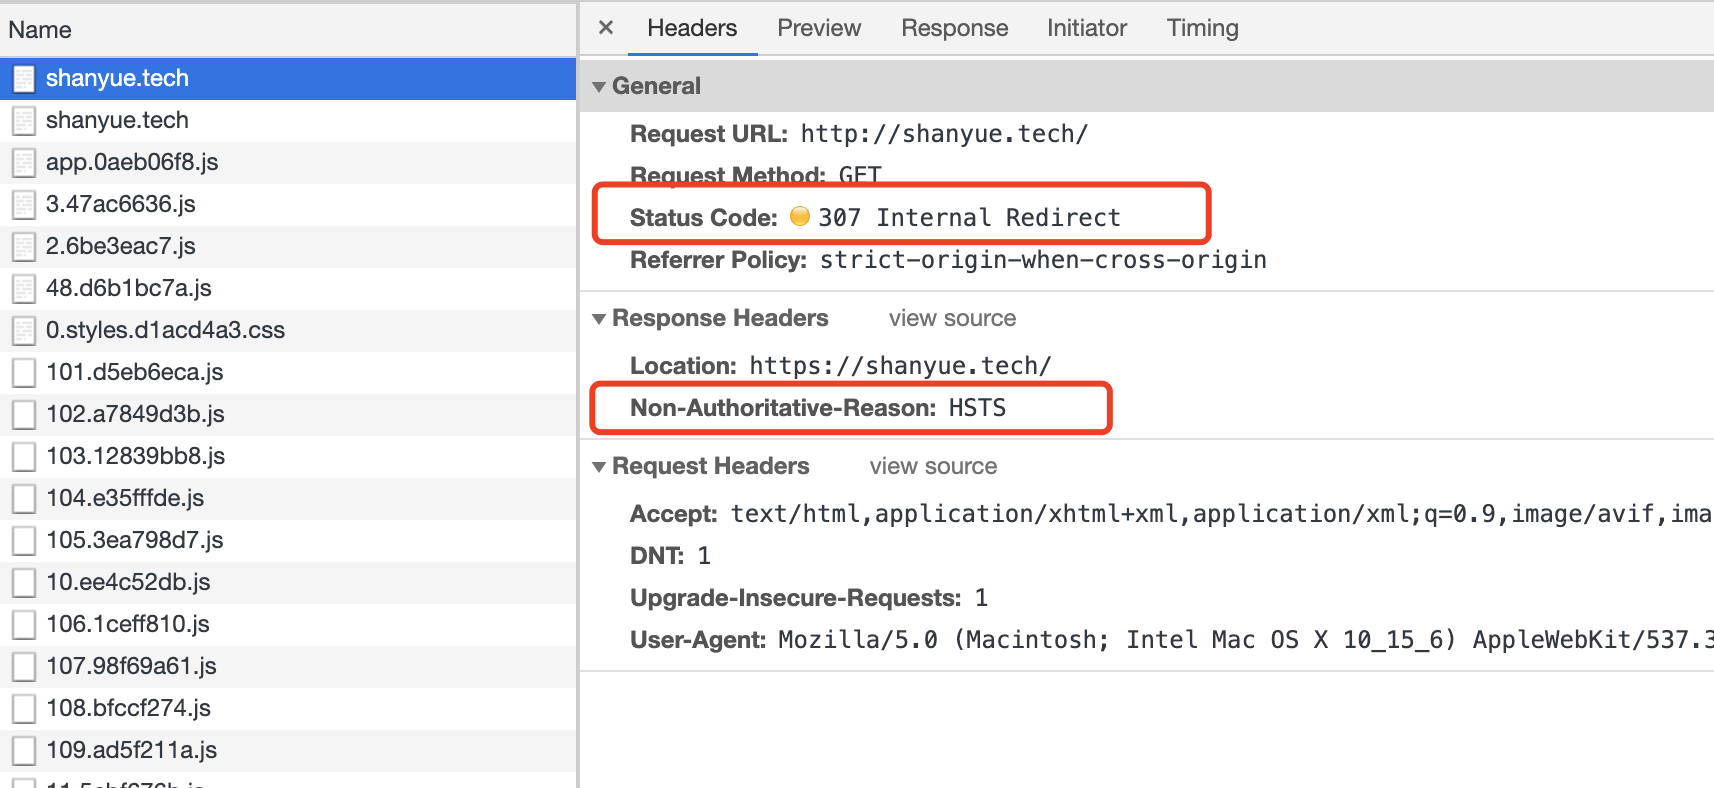 Name
shanyue.tech
shanyue.tech
app.0aeb06f8.js
3.47ac6636.js
2.6be3eac7.js
48.d6b1bc7a.js
0.styles.d1acd4a3.css
101.d5eb6eca.js
102.a7849d3b.js
103.12839bb8.js
104.e35fffde.js
105.3ea798d7.js
10.ee4c52db.js
106.1ceff810.js
107.98f69a61.js
108.bfccf274.js
109.ad5f211a.js
× Headers Preview Response Initiator Timing
General
Request URL: http://shanyue.tech/
Request Method: GET
Status Code: 307 Internal Redirect
Referrer Policy: strict-origin-when-cross-origin
Response Headers view source
Location: https://shanyue.tech/
Non-Authoritative-Reason: HSTS
Request Headers view source
Accept: text/html,application/xhtml+xml,application/xml;q=0.9,image/avif,ima
DNT: 1
Upgrade-Insecure-Requests: 1
User-Agent: Mozilla/5.0 (Macintosh; Intel Mac OS X 10_15_6) AppleWebKit/537.3